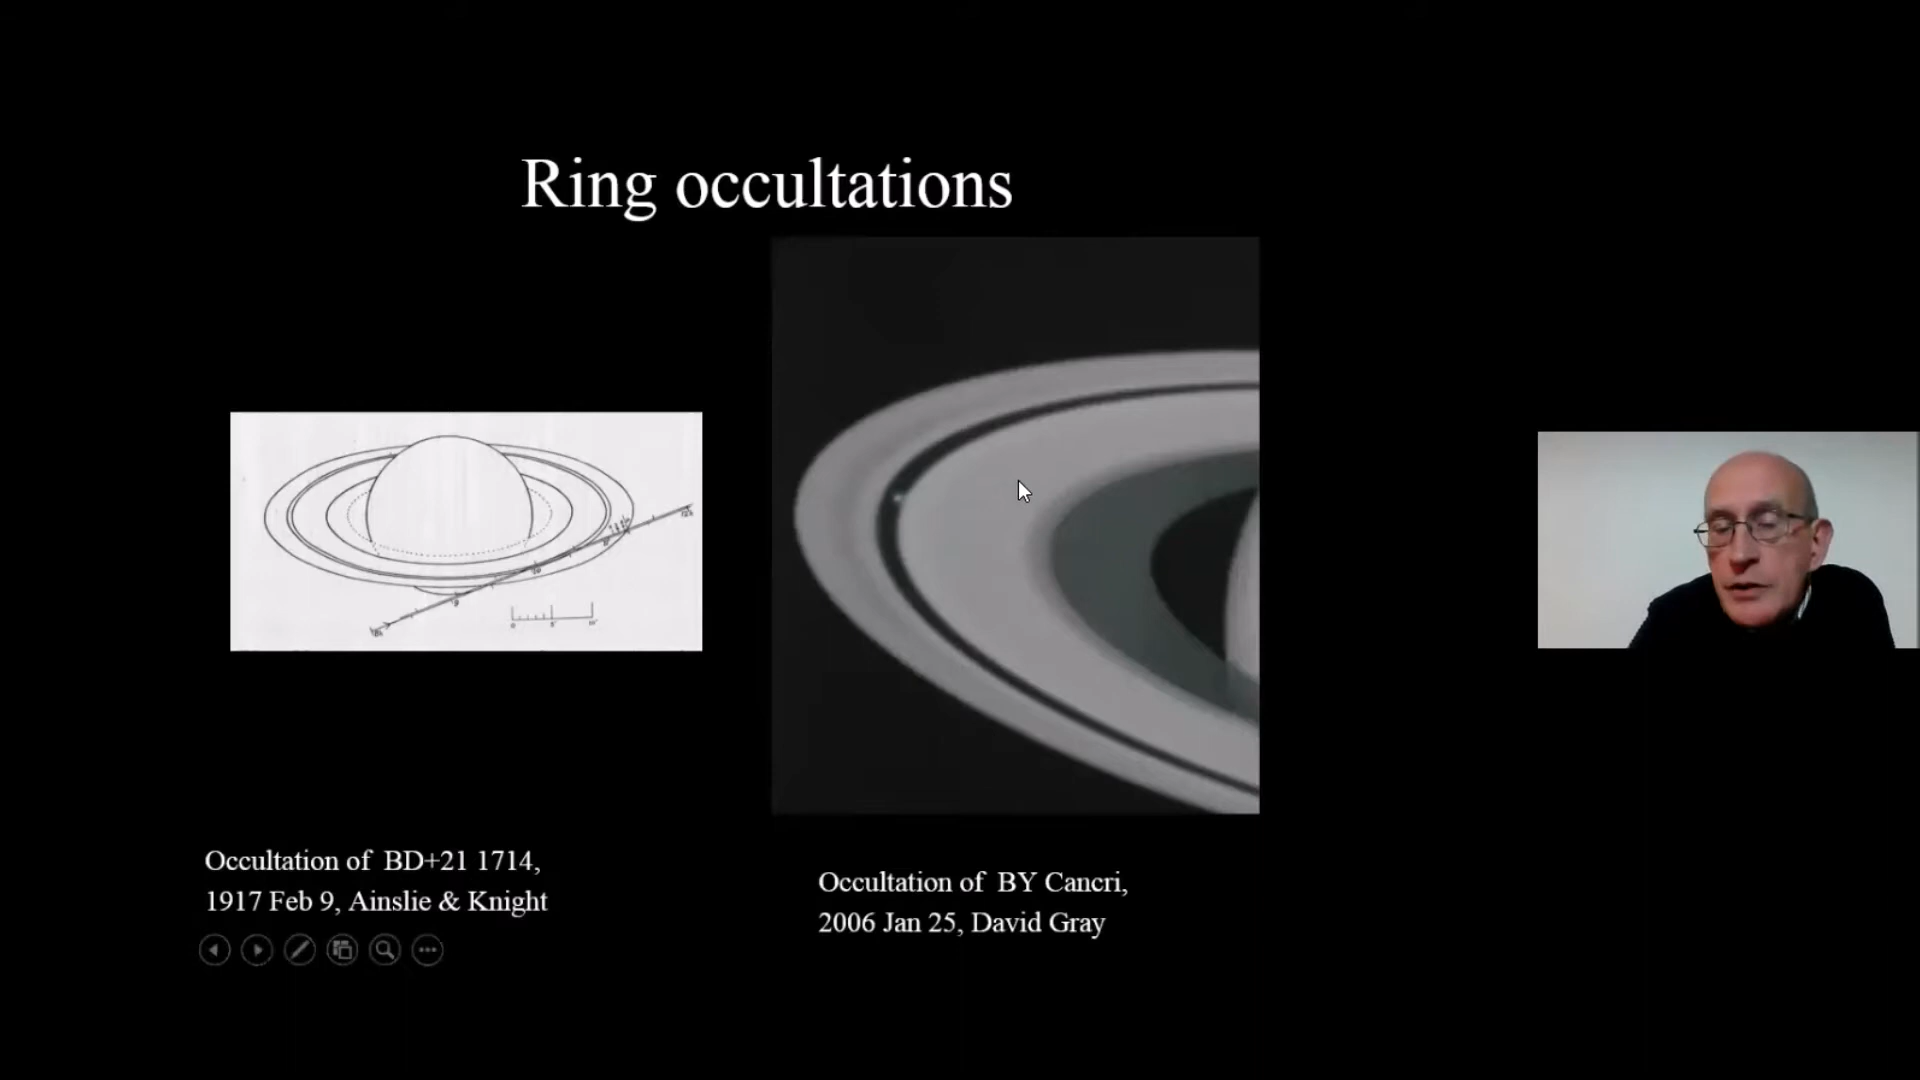 Ring occultations
Occultation of BD+21 1714,
1917 Feb 9, Ainslie & Knight
Occultation of BY Cancri,
2006 Jan 25, David Gray